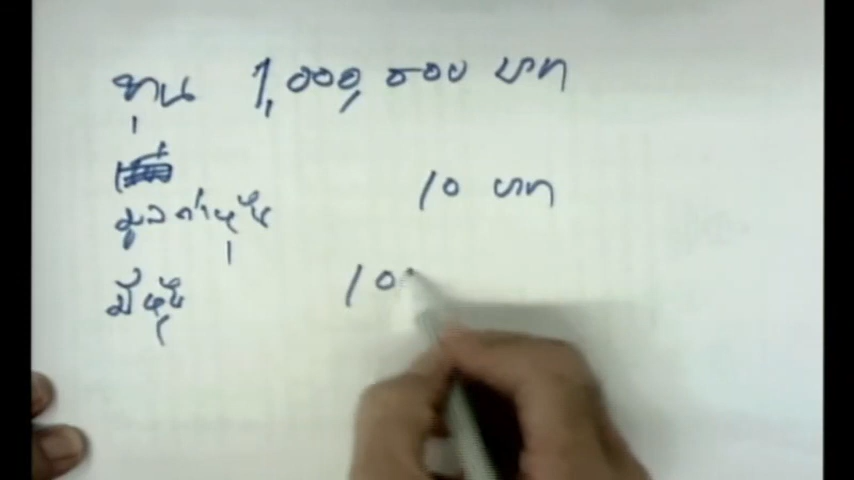 ทุน 1,000,000 บาท
มูลค่าหุ้น 10 บาท
มีหุ้น 10